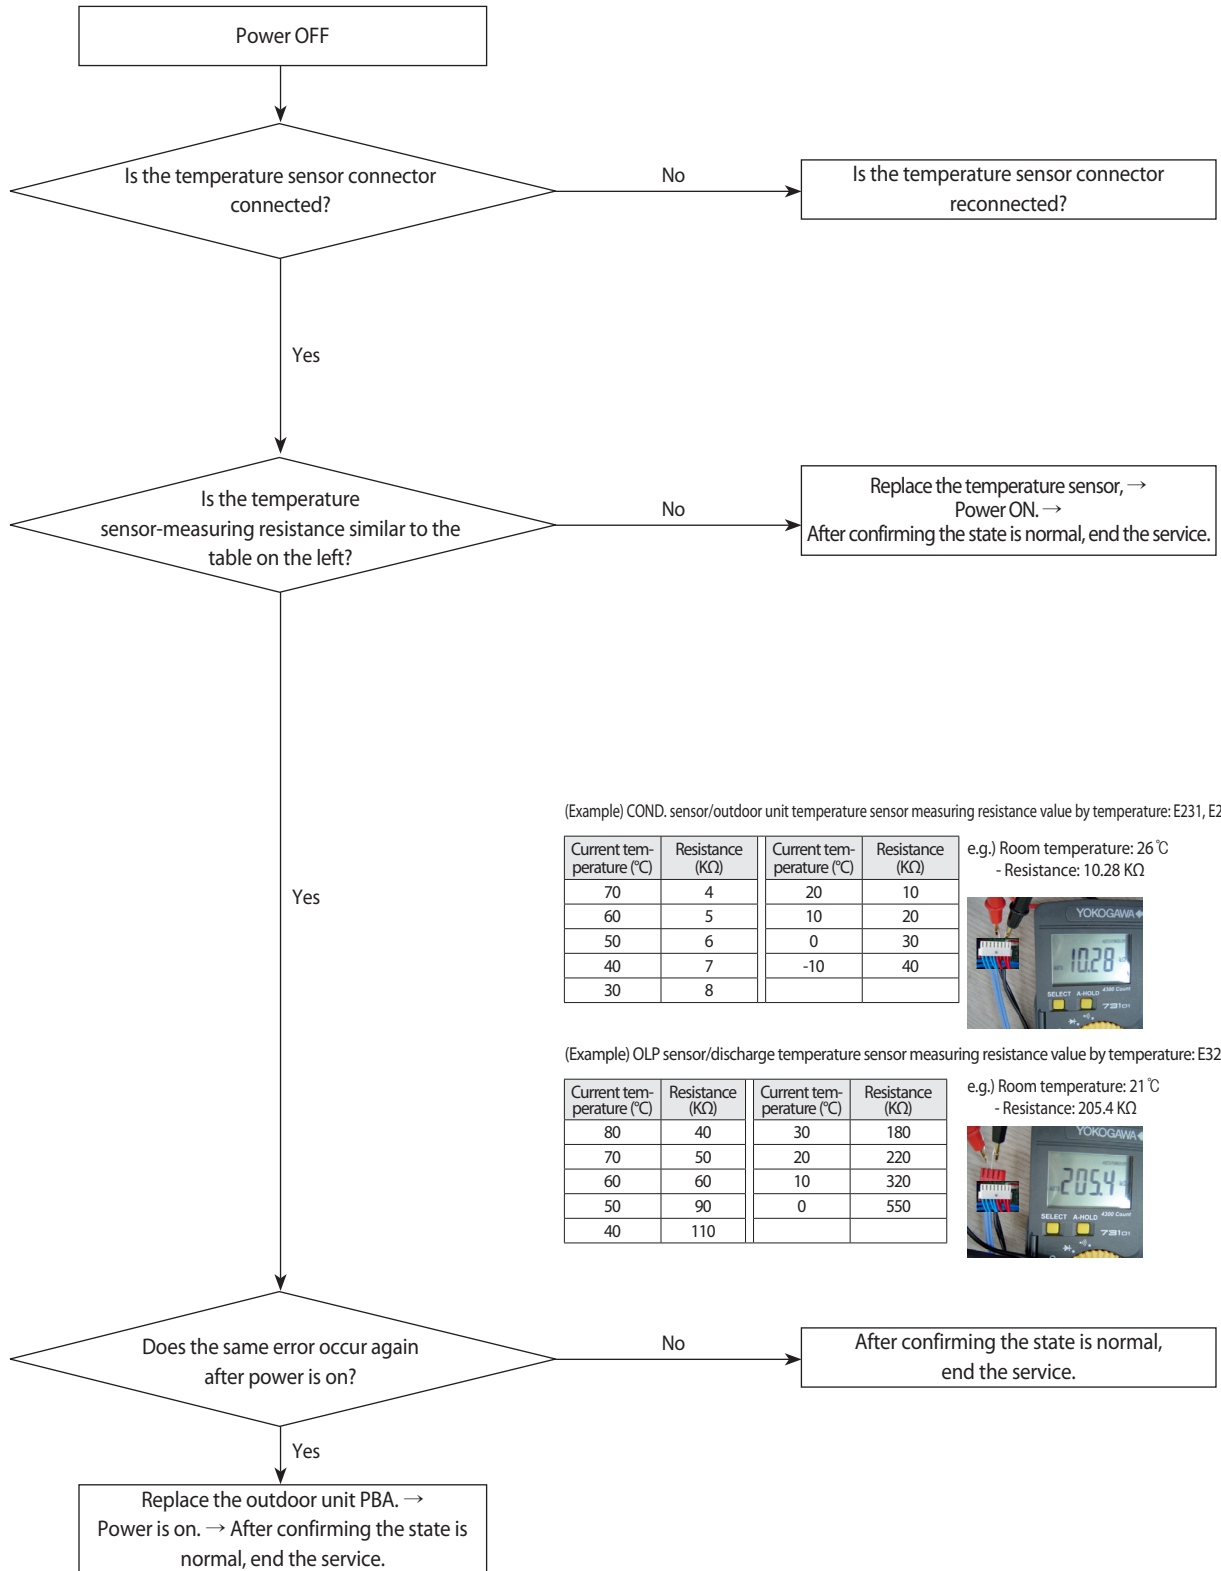 Power OFF
Is the temperature sensor connector
connected?
No
Is the temperature sensor connector
reconnected?
Yes
Is the temperature
sensor-measuring resistance similar to the
table on the left?
No
Replace the temperature sensor, →
Power ON. →
After confirming the state is normal, end the service.
Yes
(Example) COND. sensor/outdoor unit temperature sensor measuring resistance value by temperature: E231, E2
Current tem-
perature (℃)
Resistance
(KΩ)
Current tem-
perature (℃)
Resistance
(KΩ)
70 4 20 10
60 5 10 20
50 6 0 30
40 7 -10 40
30 8
e.g.) Room temperature: 26℃
- Resistance: 10.28 KΩ
YOKOGAWA
10.28
4300 Count
SELECT A-HOLD
731
(Example) OLP sensor/discharge temperature sensor measuring resistance value by temperature: E32
Current tem-
perature (℃)
Resistance
(KΩ)
Current tem-
perature (℃)
Resistance
(KΩ)
80 40 30 180
70 50 20 220
60 60 10 320
50 90 0 550
40 110
e.g.) Room temperature: 21℃
- Resistance: 205.4 KΩ
YOKOGAWA
205.4
4300 Count
SELECT A-HOLD
731
Does the same error occur again
after power is on?
No
After confirming the state is normal,
end the service.
Yes
Replace the outdoor unit PBA. →
Power is on. → After confirming the state is
normal, end the service.